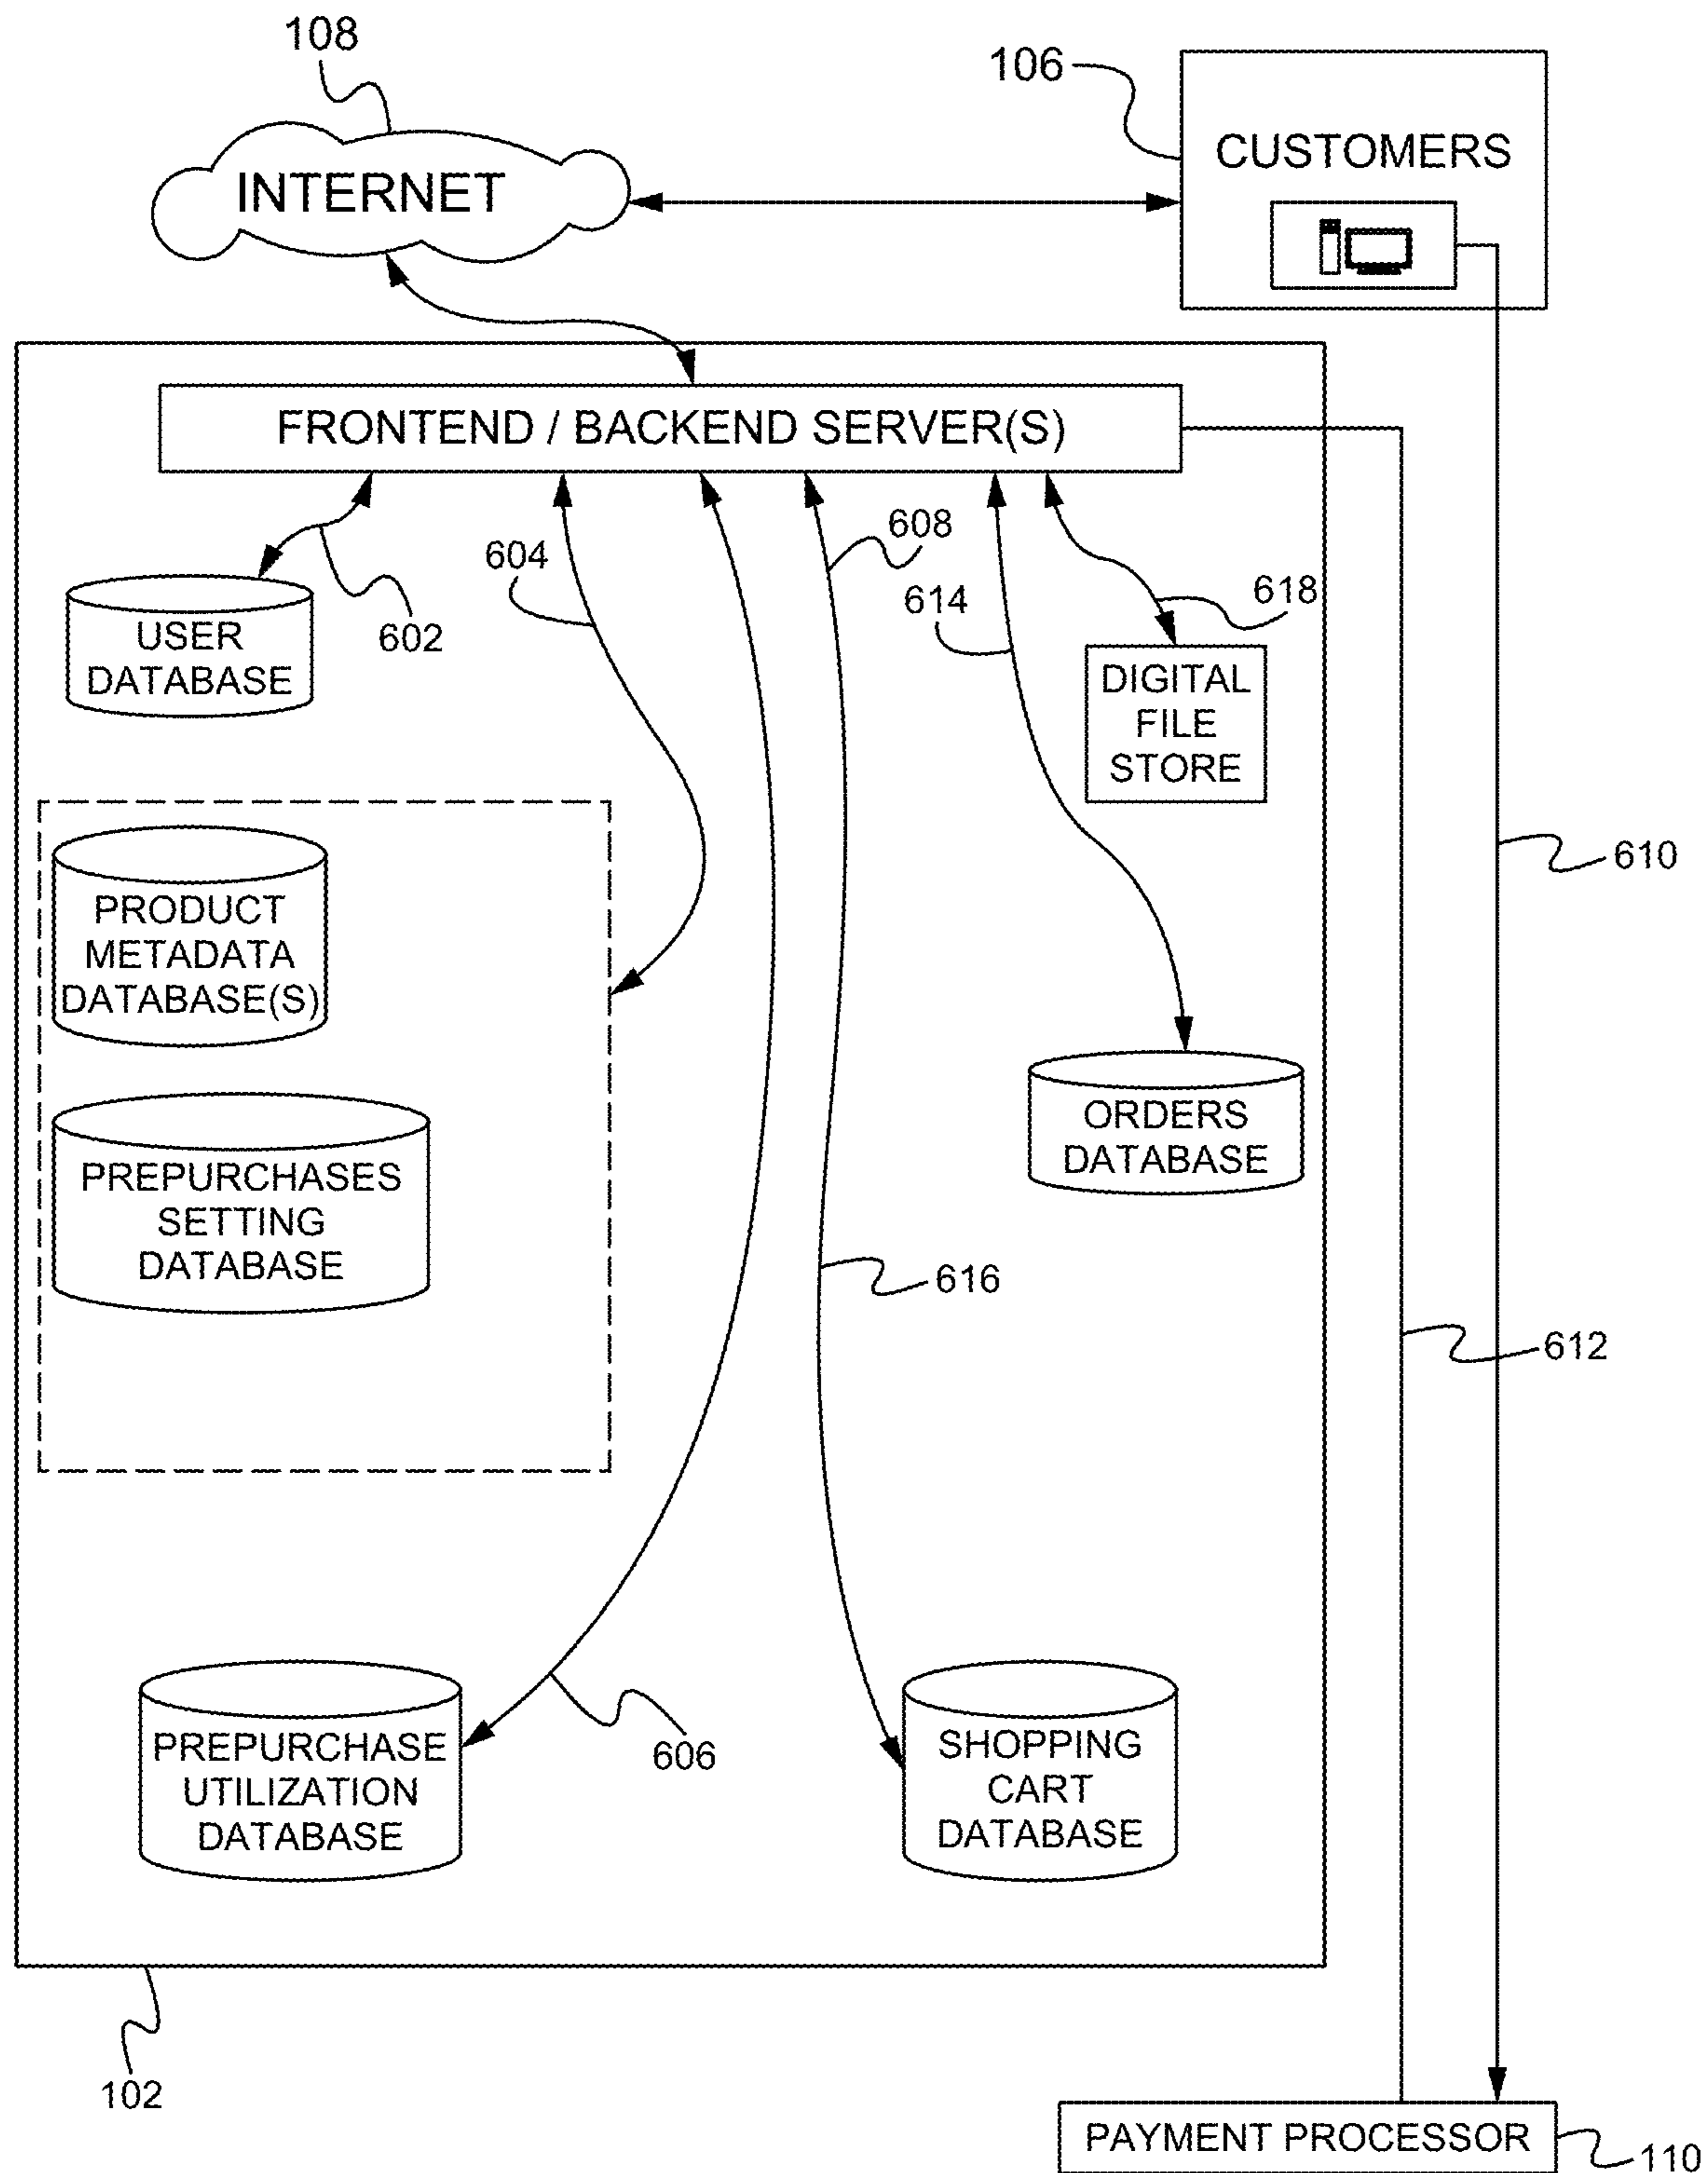 108
106
CUSTOMERS
INTERNET
FRONTEND / BACKEND SERVER(S)
608
604
618
614
602
USER
DATABASE
DIGITAL
FILE
STORE
610
PRODUCT
METADATA
DATABASE(S)
ORDERS
DATABASE
PREPURCHASES
SETTING
DATABASE
616
612
606
PREPURCHASE
UTILIZATION
DATABASE
SHOPPING
CART
DATABASE
102
PAYMENT PROCESSOR
110